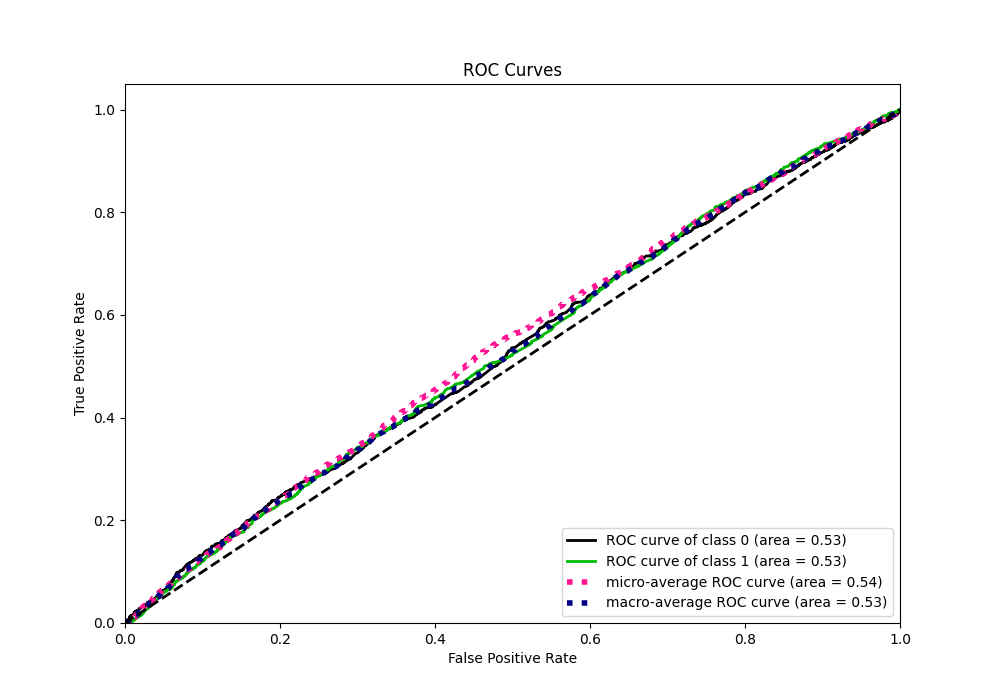 ROC Curves
True Positive Rate
1.0
0.8
0.6
0.4
0.2
0.0
ROC curve of class 0 (area = 0.53)
ROC curve of class 1 (area = 0.53)
micro-average ROC curve (area = 0.54)
macro-average ROC curve (area = 0.53)
0.0 0.2 0.4 0.6 0.8 1.0
False Positive Rate